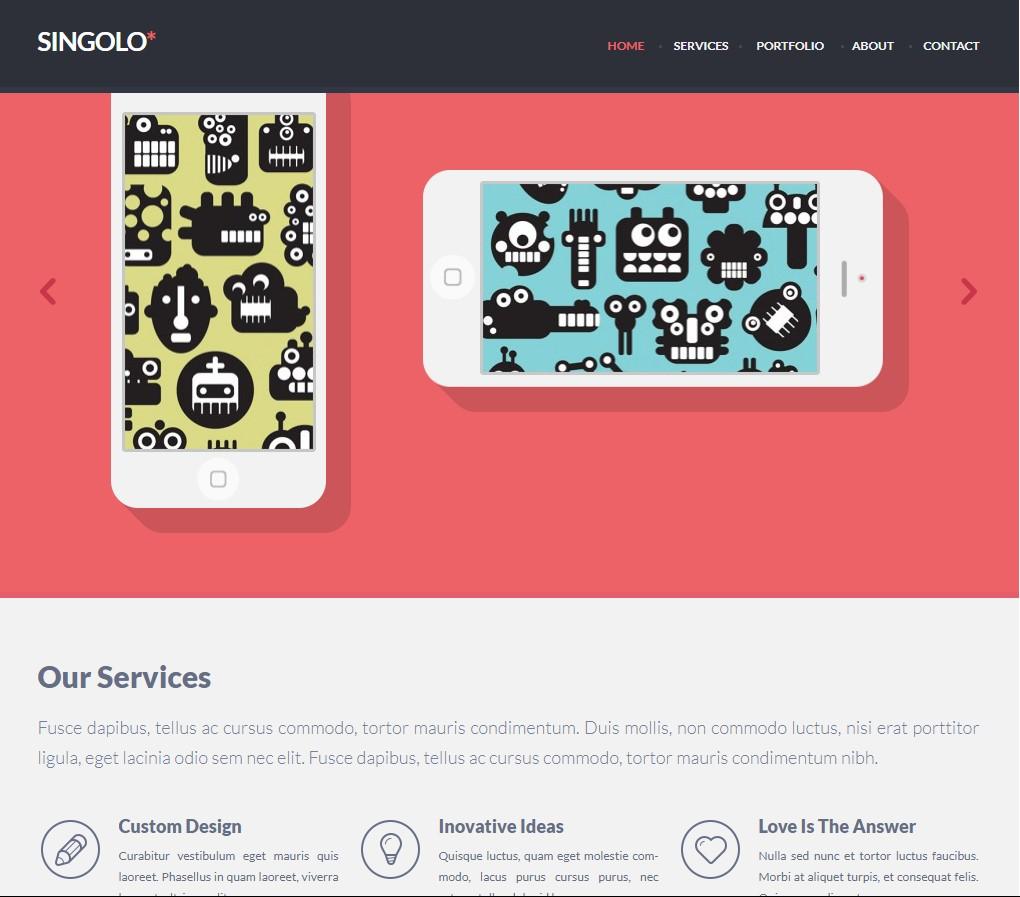 SINGOLO*
HOME SERVICES PORTFOLIO ABOUT CONTACT
Our Services
Fusce dapibus, tellus ac cursus commodo, tortor mauris condimentum. Duis mollis, non commodo luctus, nisi erat porttitor
ligula, eget lacinia odio sem nec elit. Fusce dapibus, tellus ac cursus commodo, tortor mauris condimentum nibh.
Custom Design
Curabitur vestibulum eget mauris quis
laoreet. Phasellus in quam laoreet, viverra
Inovative Ideas
Quisque luctus, quam eget molestie com-
modo, lacus purus cursus purus, nec
Love Is The Answer
Nulla sed nunc et tortor luctus faucibus.
Morbi at aliquet turpis, et consequat felis.